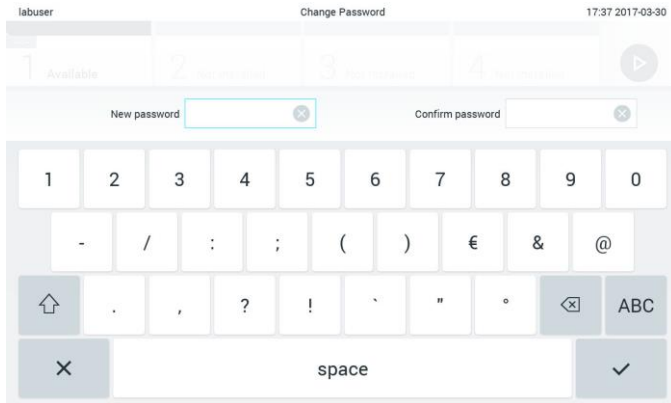 labuser Change Password 17:37 2017-03-30
1 Available 2 3 4
New password Confirm password
1 2 3 4 5 6 7 8 9 0
- / : ; ( ) € & @
. , ? ! ` " ° ABC
space